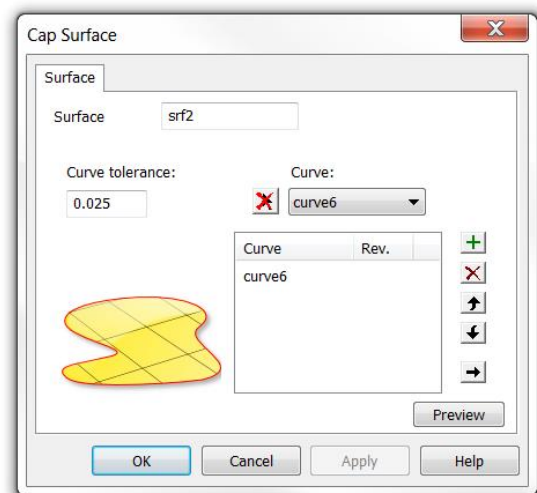 Cap Surface
Surface
Surface srf2
Curve tolerance: Curve:
0.025 curve6
Curve Rev.
curve6
Preview
OK Cancel Apply Help